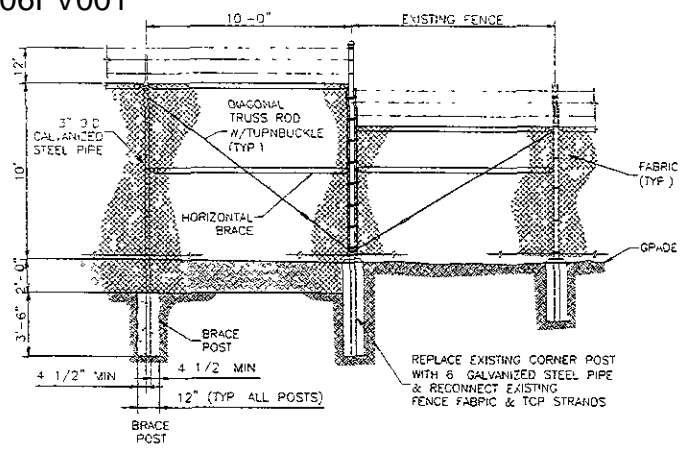 06FV001
10'-0"
EXISTING FENCE
12"
3" O.D.
GALVANIZED
STEEL PIPE
DIAGONAL
TRUSS ROD
W/TURNBUCKLE
(TYP.)
10'
FABRIC
(TYP.)
HORIZONTAL
BRACE
GRADE
2'-0"
3'-6"
BRACE
POST
4 1/2" MIN
4 1/2 MIN
12" (TYP ALL POSTS)
BRACE
POST
REPLACE EXISTING CORNER POST
WITH 6 GALVANIZED STEEL PIPE
& RECONNECT EXISTING
FENCE FABRIC & TOP STRANDS